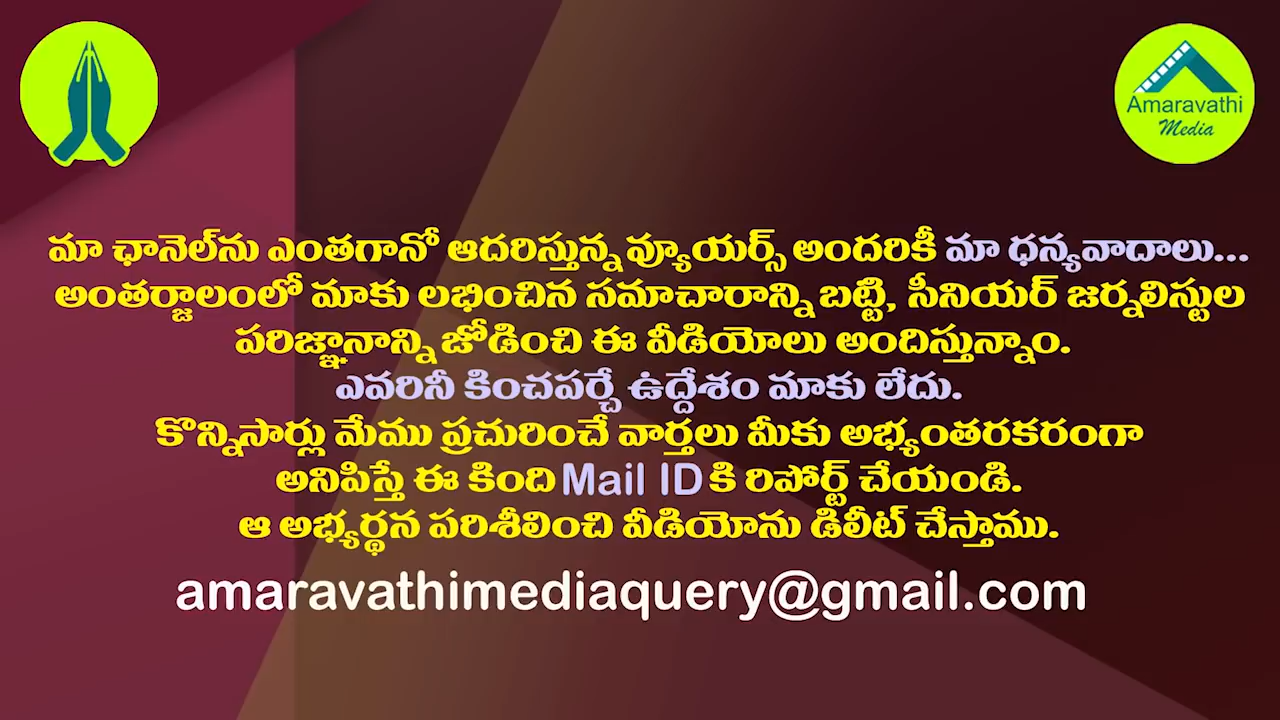 Amaravathi
Media
మా ఛానెల్‌ను ఎంతగానో ఆదరిస్తున్న వ్యూయర్స్ అందరికీ మా ధన్యవాదాలు...
అంతర్జాలంలో మాకు లభించిన సమాచారాన్ని బట్టి, సీనియర్ జర్నలిస్టుల
పరిజ్ఞానాన్ని జోడించి ఈ వీడియోలు అందిస్తున్నాం.
ఎవరినీ కించపర్చే ఉద్దేశం మాకు లేదు.
కొన్నిసార్లు మేము ప్రచురించే వార్తలు మీకు అభ్యంతరకరంగా
అనిపిస్తే ఈ కింది Mail ID కి రిపోర్ట్ చేయండి.
ఆ అభ్యర్థన పరిశీలించి వీడియోను డిలీట్ చేస్తాము.
amaravathimediaquery@gmail.com